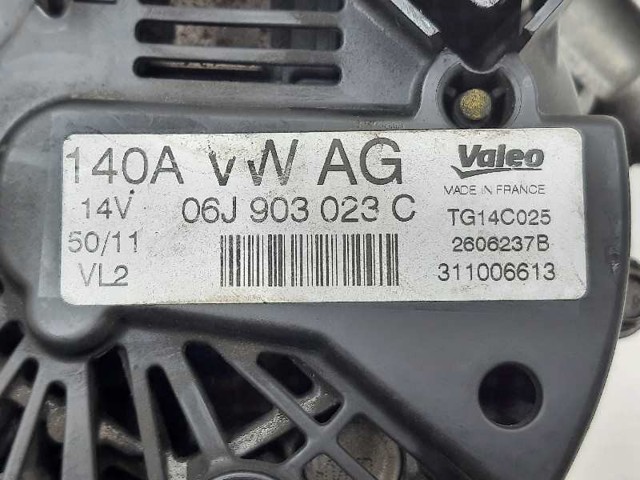 140A VW AG
14V 06J 903 023 C
50/11
VL2
Valeo
MADE IN FRANCE
TG14C025
2606237B
311006613